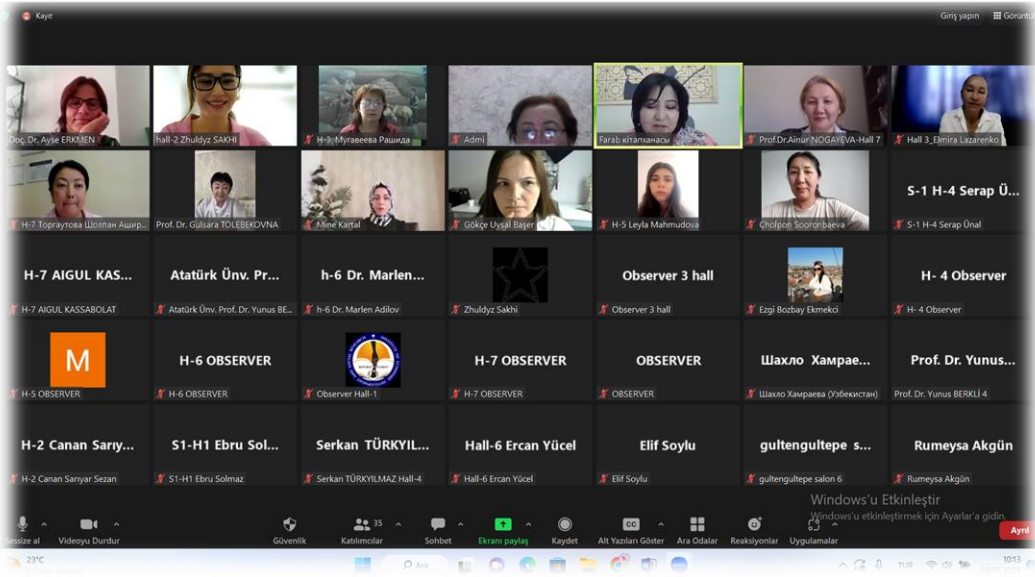 Kayıt
Giriş yapın
Görüntü
Doç. Dr. Ayşe ERKMEN
hall-2 Zhuldyz SAKHI
H-3, Мугавеева Рашида
Admi
Farab кітапханасы
Prof.Dr.Ainur NOGAYEVA-Hall 7
Hall 3_Elmira Lazarenko
H-7 Торгаутова Шолпан Ашир...
Prof. Dr. Gulsara TOLEBEKOVNA
Mine Kartal
Gökçe Uysal Başer
H-5 Leyla Mahmudova
Cholpon Sooronbaeva
S-1 H-4 Serap Ü...
S-1 H-4 Serap Ünal
H-7 AIGUL KAS...
H-7 AIGUL KASSABOLAT
Atatürk Ünv. Pr...
Atatürk Ünv. Prof. Dr. Yunus BE...
h-6 Dr. Marlen...
h-6 Dr. Marlen Adilov
Zhuldyz Sakhi
Observer 3 hall
Observer 3 hall
Ezgi Bozbay Ekmekci
H- 4 Observer
H- 4 Observer
M
H-5 OBSERVER
H-6 OBSERVER
H-6 OBSERVER
Observer Hall-1
H-7 OBSERVER
H-7 OBSERVER
OBSERVER
OBSERVER
Шахло Хамрае...
Шахло Хамраева (Узбекистан)
Prof. Dr. Yunus...
Prof. Dr. Yunus BERKLİ 4
H-2 Canan Sarıy...
H-2 Canan Sarıyar Sezan
S1-H1 Ebru Sol...
S1-H1 Ebru Solmaz
Serkan TÜRKYIL...
Serkan TÜRKYILMAZ Hall-4
Hall-6 Ercan Yücel
Hall-6 Ercan Yücel
Elif Soylu
Elif Soylu
gultengultepe s...
gultengultepe salon 6
Rumeysa Akgün
Rumeysa Akgün
Windows'u Etkinleştir
Windows'u etkinleştirmek için Ayarlar'a gidin.
Sessize al
Videoyu Durdur
Güvenlik
35
Katılımcılar
Sohbet
Ekranı paylaş
Kaydet
CC
Alt Yazıları Göster
Ara Odalar
Reaksiyonlar
Uygulamalar
Ayrıl
23°C
Ara
TUR
10:13